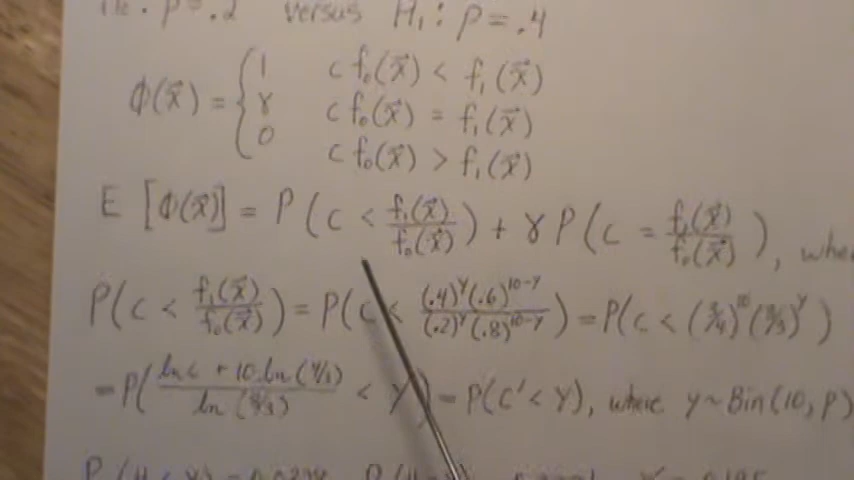 p = .2 versus H₁ : p = .4
ϕ(x⃗) = { 1 c f₀(x⃗) < f₁(x⃗)
γ c f₀(x⃗) = f₁(x⃗)
0 c f₀(x⃗) > f₁(x⃗)
E [ϕ(x⃗)] = P(c < f₁(x⃗)/f₀(x⃗)) + γ P(c = f₁(x⃗)/f₀(x⃗)),
P(c < f₁(x⃗)/f₀(x⃗)) = P(c < (.4)^Y(.6)^10-Y/(.2)^Y(.8)^10-Y) = P(c < (3/4)^10(8/3)^Y)
= P(ln c + 10 ln(4/3)/ln(8/3) < Y) = P(C' < Y), where y ~ Bin(10, p)